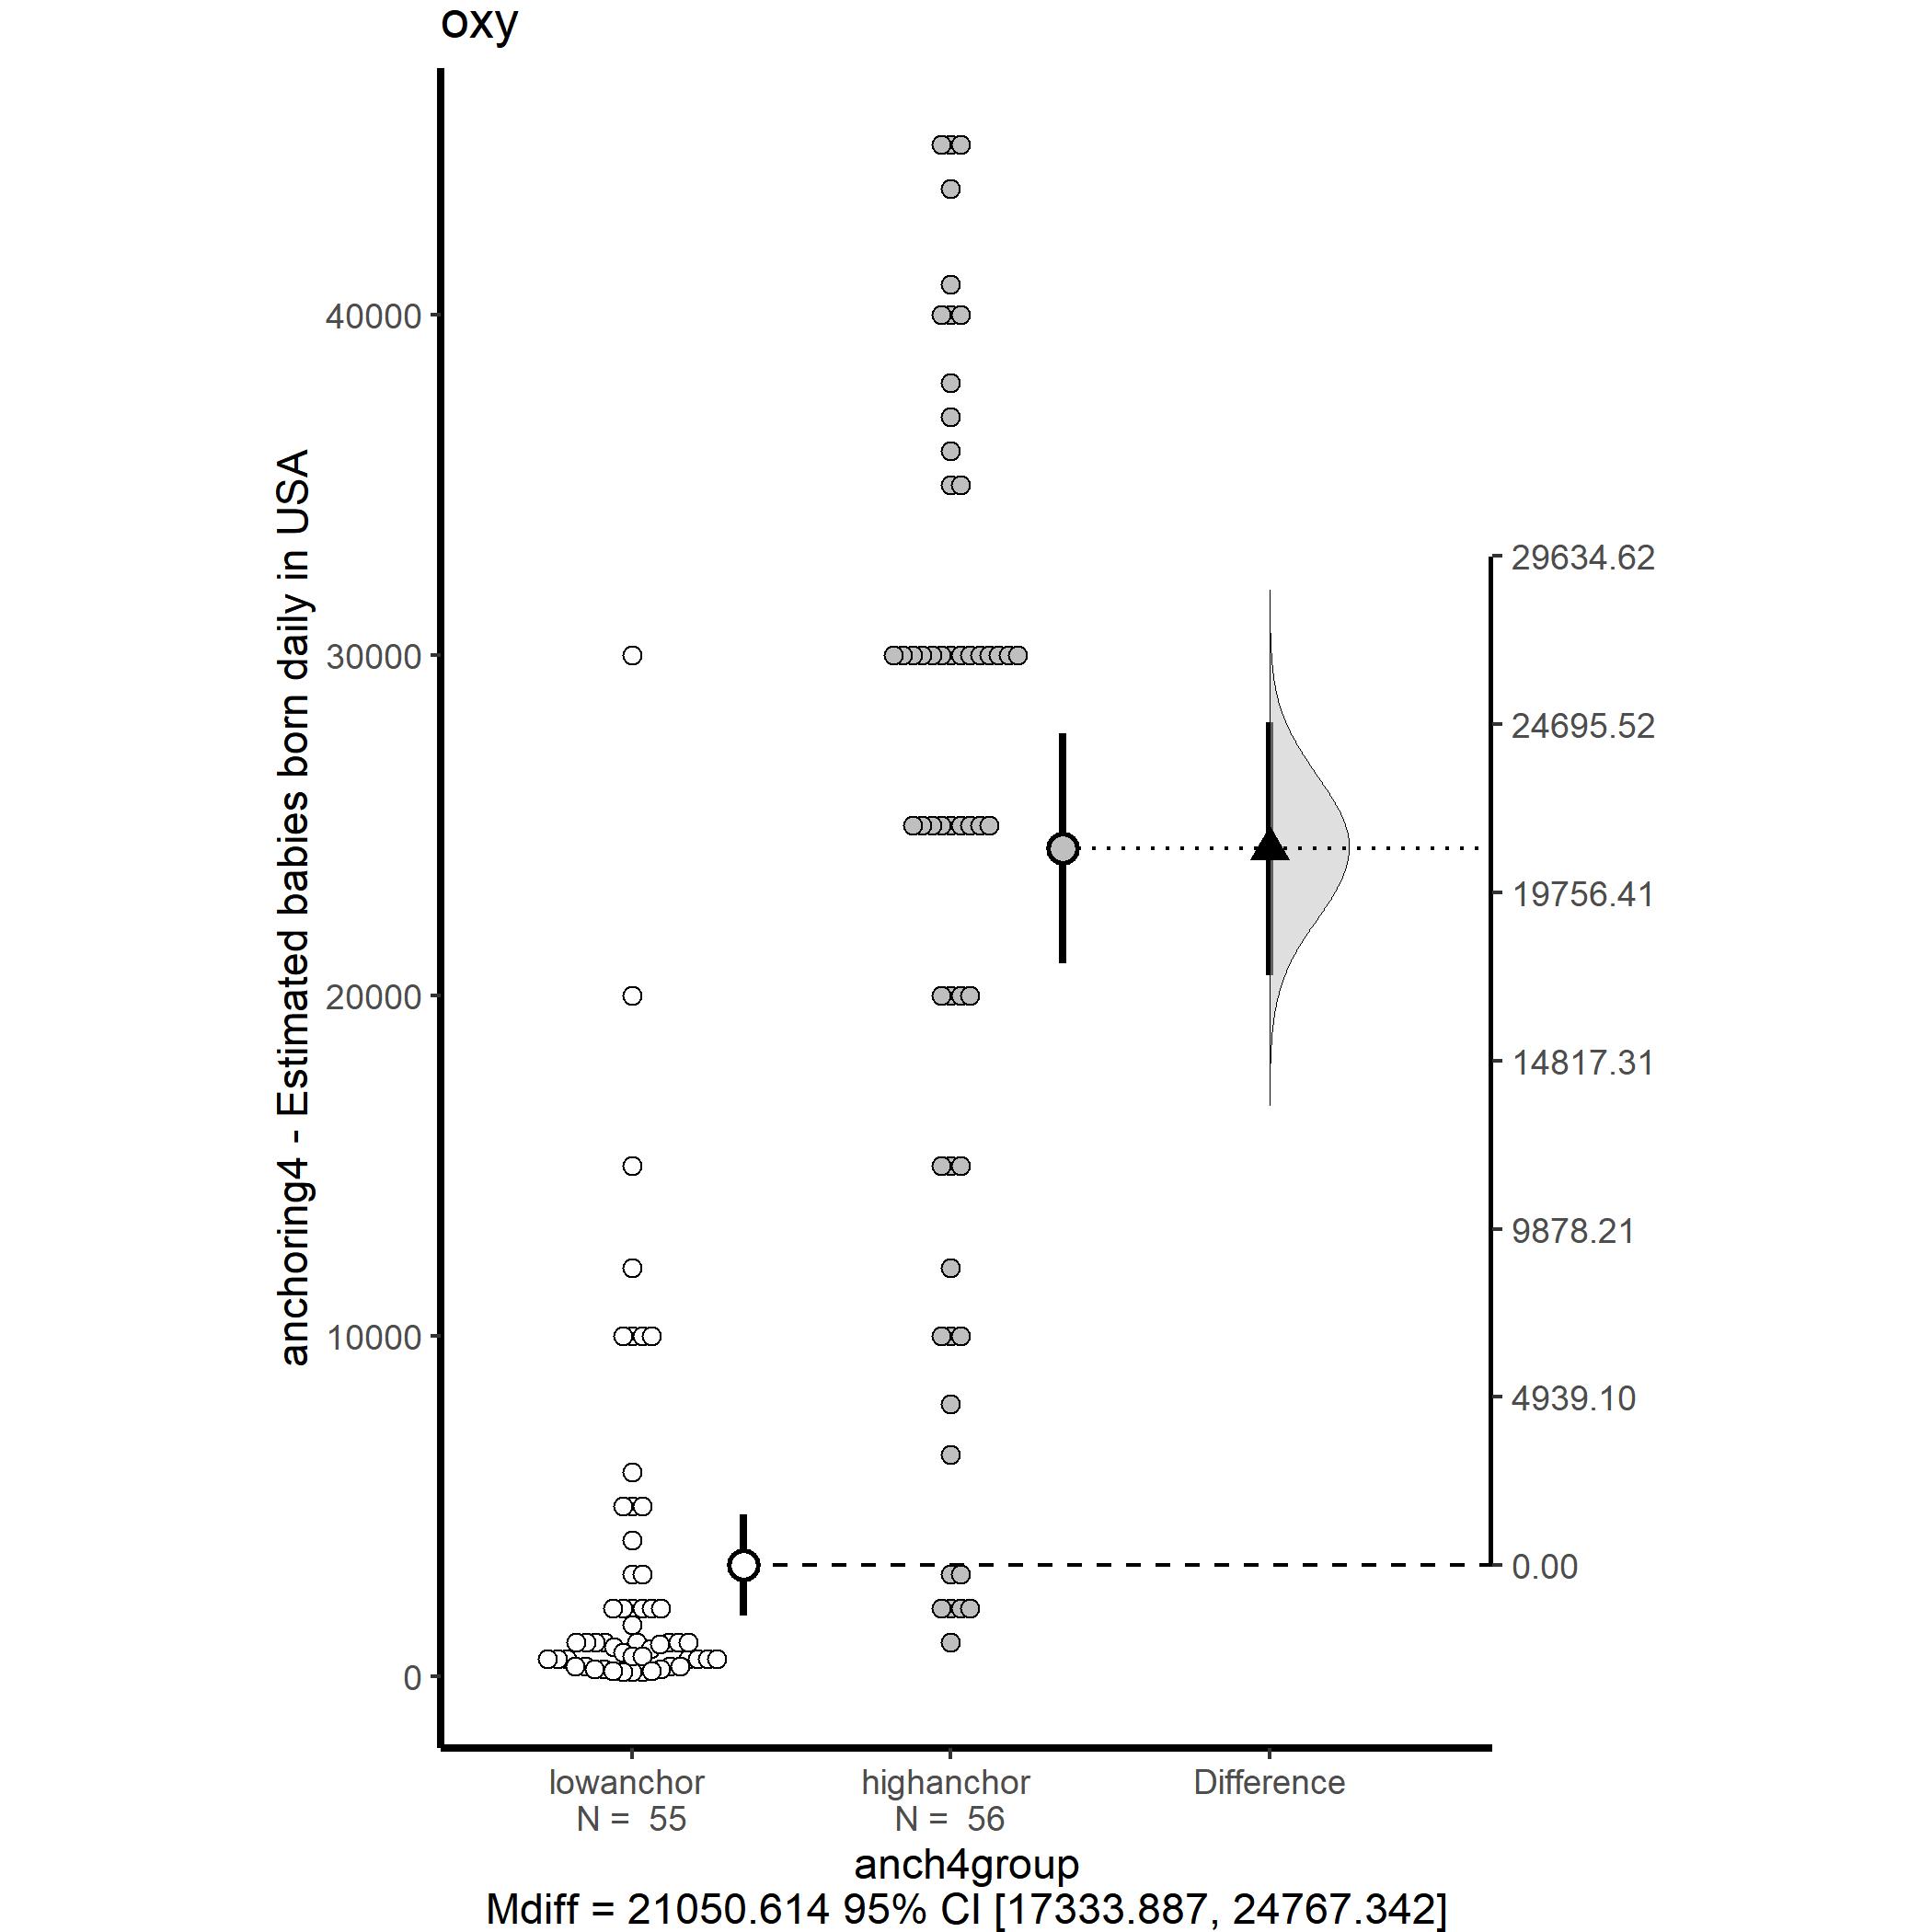 oxy
anchoring4 - Estimated babies born daily in USA
40000
30000
20000
10000
0
29634.62
24695.52
19756.41
14817.31
9878.21
4939.10
0.00
lowanchor
N =  55
highanchor
N =  56
Difference
anch4group
Mdiff = 21050.614 95% CI [17333.887, 24767.342]